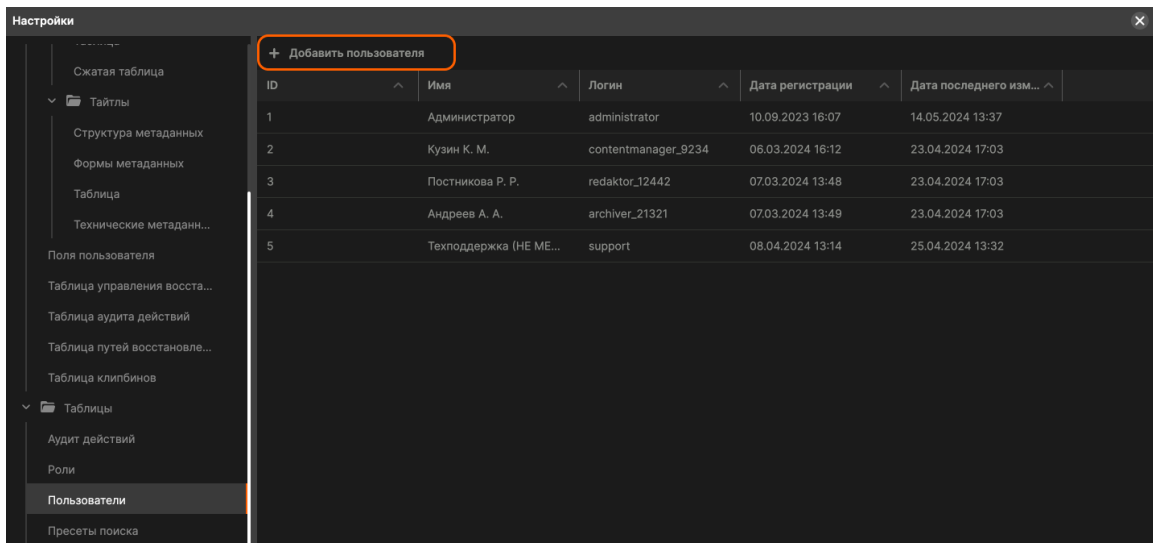 Настройки
Сжатая таблица
Тайтлы
Структура метаданных
Формы метаданных
Таблица
Технические метаданн...
Поля пользователя
Таблица управления восста...
Таблица аудита действий
Таблица путей восстановле...
Таблица клипбинов
Таблицы
Аудит действий
Роли
Пользователи
Пресеты поиска
+ Добавить пользователя
ID Имя Логин Дата регистрации Дата последнего изм...
1 Администратор administrator 10.09.2023 16:07 14.05.2024 13:37
2 Кузин К. М. contentmanager_9234 06.03.2024 16:12 23.04.2024 17:03
3 Постникова Р. Р. redaktor_12442 07.03.2024 13:48 23.04.2024 17:03
4 Андреев А. А. archiver_21321 07.03.2024 13:49 23.04.2024 17:03
5 Техподдержка (НЕ МЕ... support 08.04.2024 13:14 25.04.2024 13:32